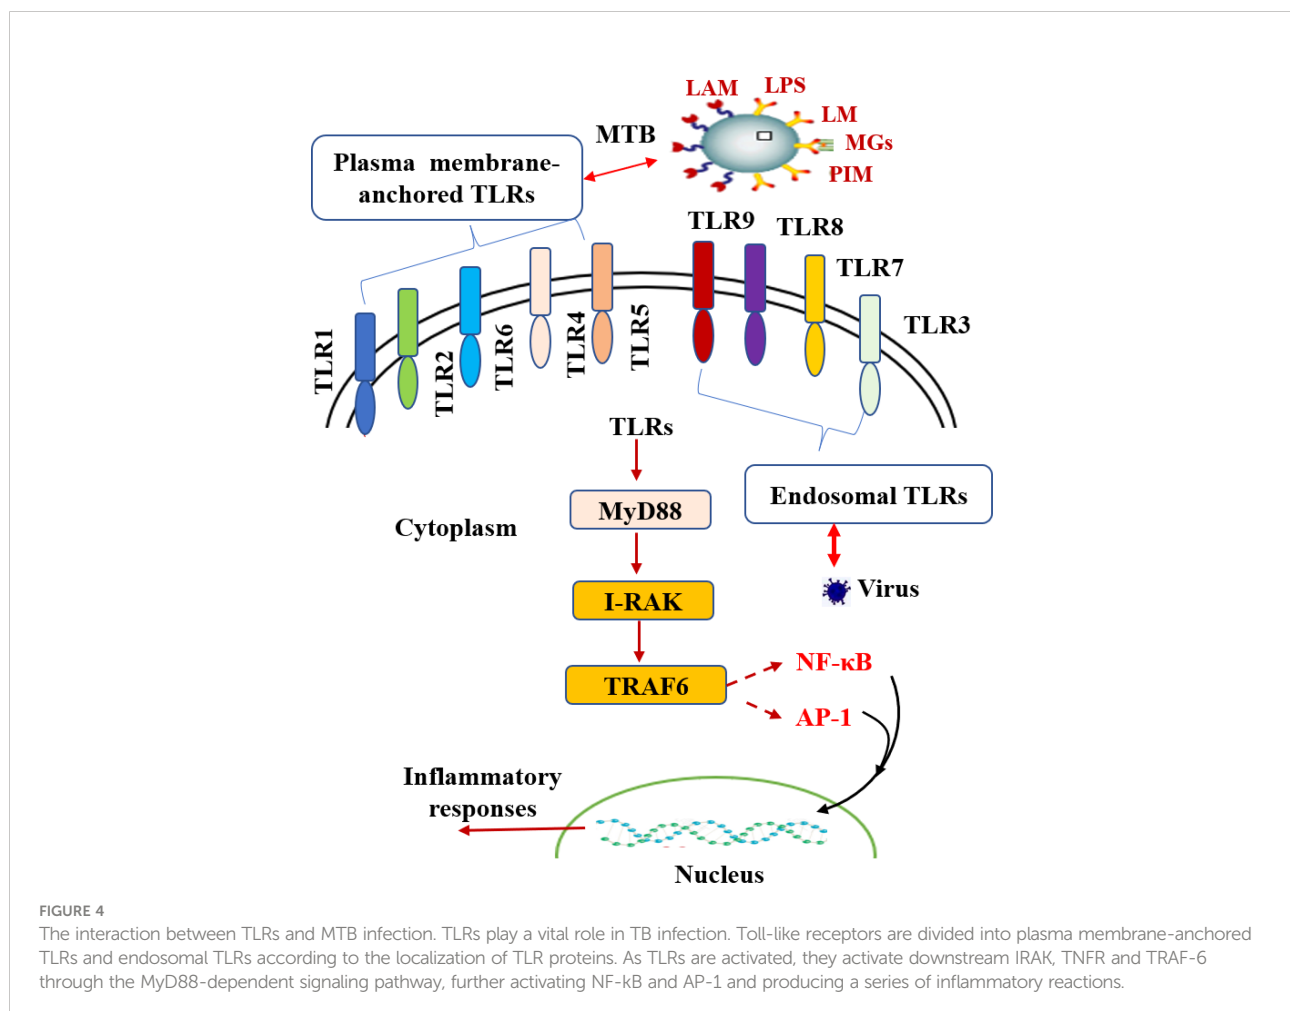 LAM
LPS
LM
MTB
MGs
PIM
Plasma membrane-
anchored TLRs
TLR9
TLR8
TLR7
TLR3
TLR1
TLR2
TLR6
TLR4
TLR5
TLRs
Endosomal TLRs
MyD88
Cytoplasm
I-RAK
Virus
TRAF6
NF-κB
AP-1
Inflammatory
responses
Nucleus
FIGURE 4
The interaction between TLRs and MTB infection. TLRs play a vital role in TB infection. Toll-like receptors are divided into plasma membrane-anchored
TLRs and endosomal TLRs according to the localization of TLR proteins. As TLRs are activated, they activate downstream IRAK, TNFR and TRAF-6
through the MyD88-dependent signaling pathway, further activating NF-kB and AP-1 and producing a series of inflammatory reactions.